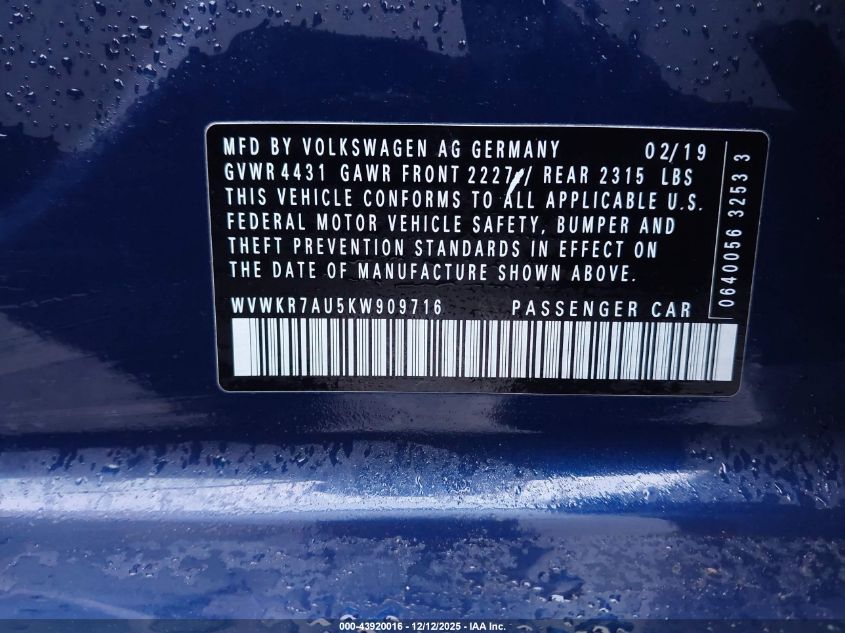 MFD BY VOLKSWAGEN AG GERMANY 02/19
GVWR 4431 GAWR FRONT 2227 // REAR 2315 LBS
THIS VEHICLE CONFORMS TO ALL APPLICABLE U.S.
FEDERAL MOTOR VEHICLE SAFETY, BUMPER AND
THEFT PREVENTION STANDARDS IN EFFECT ON
THE DATE OF MANUFACTURE SHOWN ABOVE.
WVWKR7AU5KW909716 PASSENGER CAR
0640056 32533
000-43920016 - 12/12/2025 - IAA Inc.